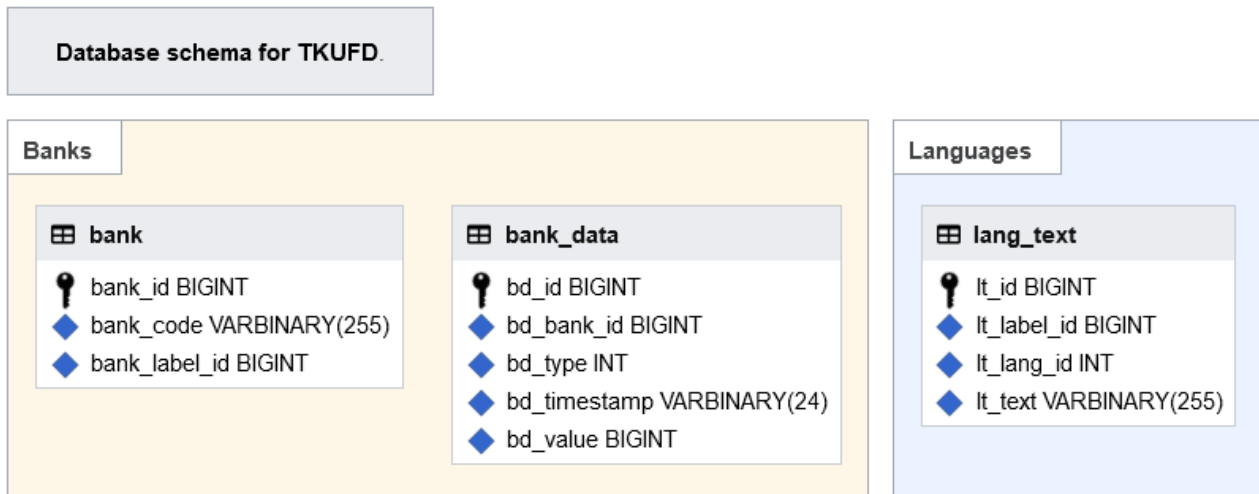 Database schema for TKUFD.
Banks
bank
bank_id BIGINT
bank_code VARBINARY(255)
bank_label_id BIGINT
bank_data
bd_id BIGINT
bd_bank_id BIGINT
bd_type INT
bd_timestamp VARBINARY(24)
bd_value BIGINT
Languages
lang_text
lt_id BIGINT
lt_label_id BIGINT
lt_lang_id INT
lt_text VARBINARY(255)